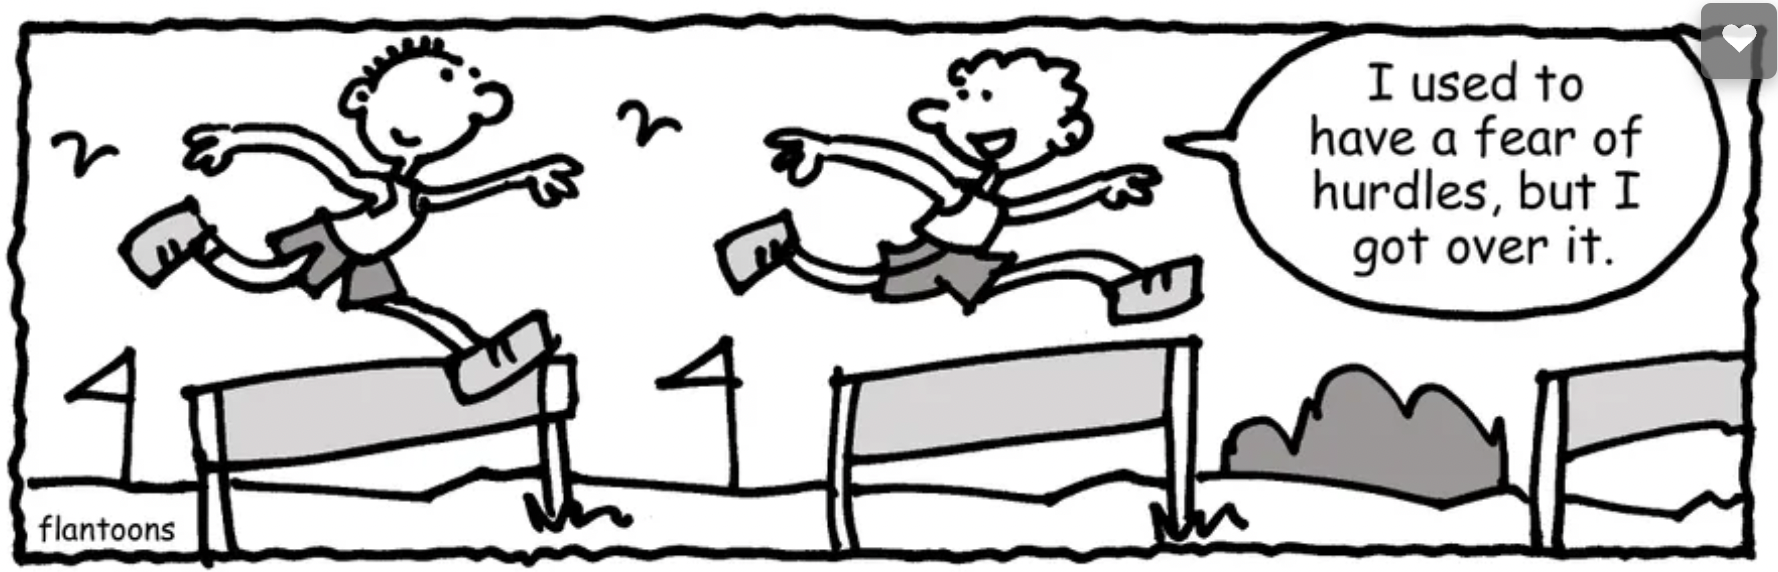 I used to
have a fear of
hurdles, but I
got over it.
flantoons